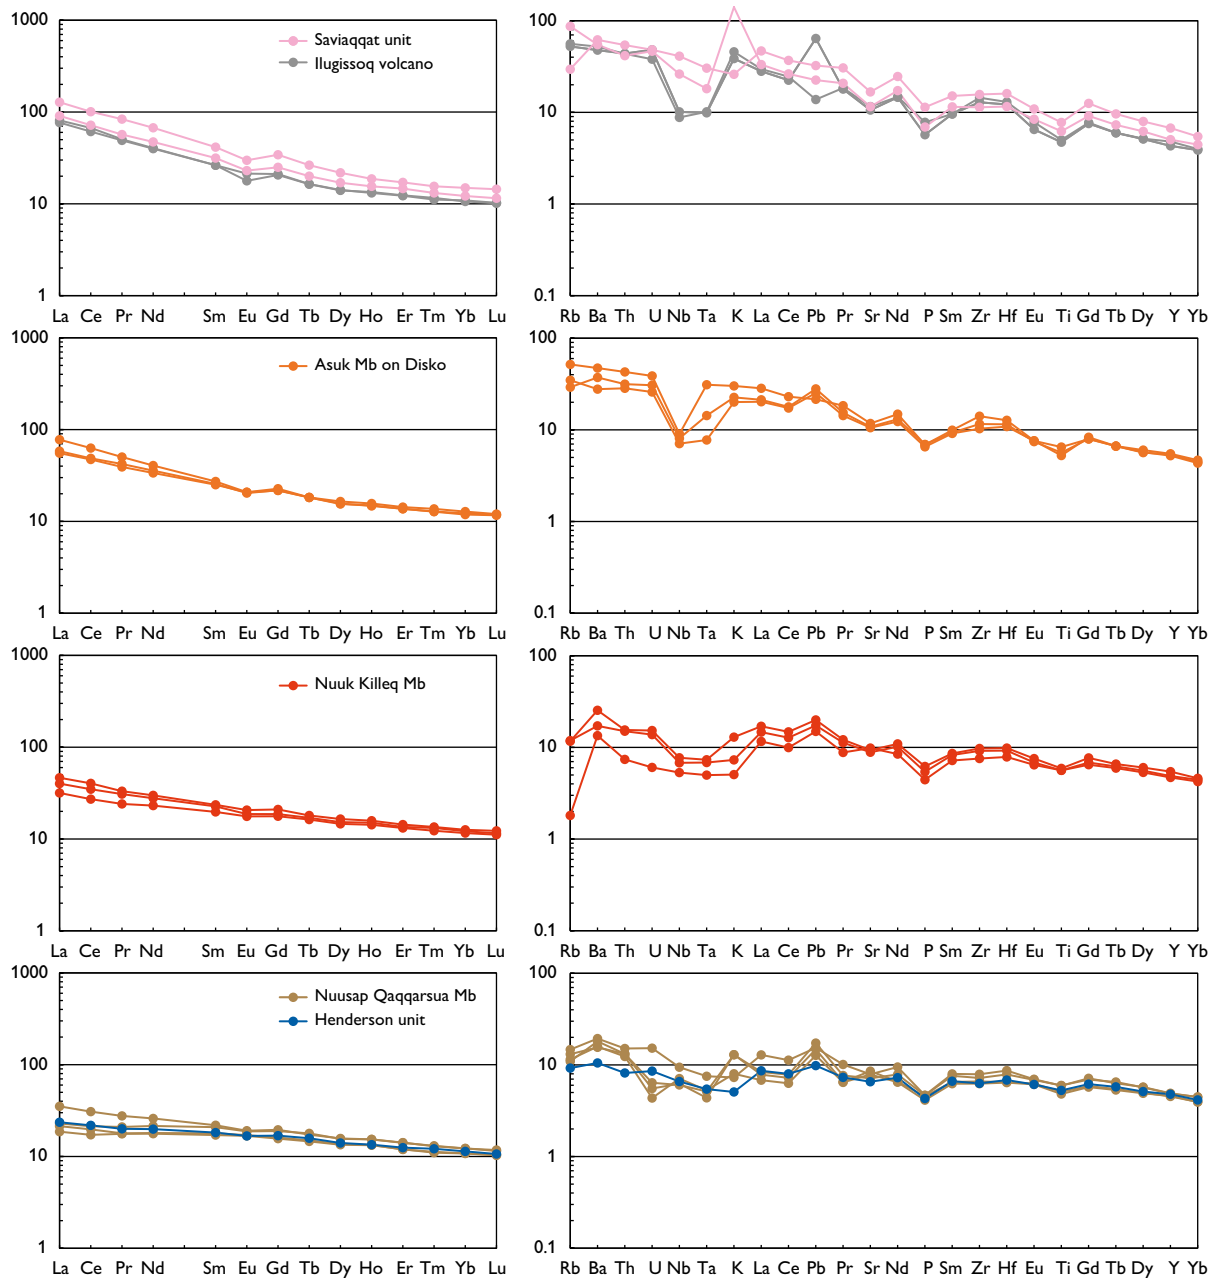 1000
100
10
1
Saviaqqat unit
Ilugissoq volcano
La Ce Pr Nd Sm Eu Gd Tb Dy Ho Er Tm Yb Lu
100
10
1
0.1
Rb Ba Th U Nb Ta K La Ce Pb Pr Sr Nd P Sm Zr Hf Eu Ti Gd Tb Dy Y Yb
1000
100
10
1
Asuk Mb on Disko
La Ce Pr Nd Sm Eu Gd Tb Dy Ho Er Tm Yb Lu
100
10
1
0.1
Rb Ba Th U Nb Ta K La Ce Pb Pr Sr Nd P Sm Zr Hf Eu Ti Gd Tb Dy Y Yb
1000
100
10
1
Nuuk Killeq Mb
La Ce Pr Nd Sm Eu Gd Tb Dy Ho Er Tm Yb Lu
100
10
1
0.1
Rb Ba Th U Nb Ta K La Ce Pb Pr Sr Nd P Sm Zr Hf Eu Ti Gd Tb Dy Y Yb
1000
100
10
1
Nuusap Qaqqarsua Mb
Henderson unit
La Ce Pr Nd Sm Eu Gd Tb Dy Ho Er Tm Yb Lu
100
10
1
0.1
Rb Ba Th U Nb Ta K La Ce Pb Pr Sr Nd P Sm Zr Hf Eu Ti Gd Tb Dy Y Yb